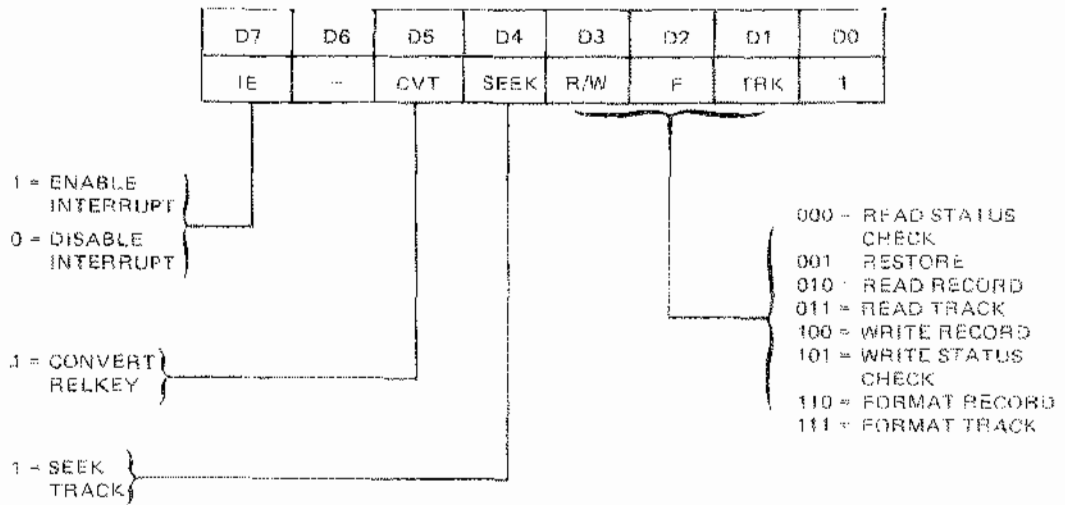 D7 D6 D5 D4 D3 D2 D1 D0
IE – CVT SEEK R/W F TRK 1
1 = ENABLE
INTERRUPT
0 = DISABLE
INTERRUPT
000 = READ STATUS
CHECK
001 RESTORE
010 = READ RECORD
011 = READ TRACK
100 = WRITE RECORD
101 = WRITE STATUS
CHECK
110 = FORMAT RECORD
111 = FORMAT TRACK
1 = CONVERT
RELKEY
1 = SEEK
TRACK